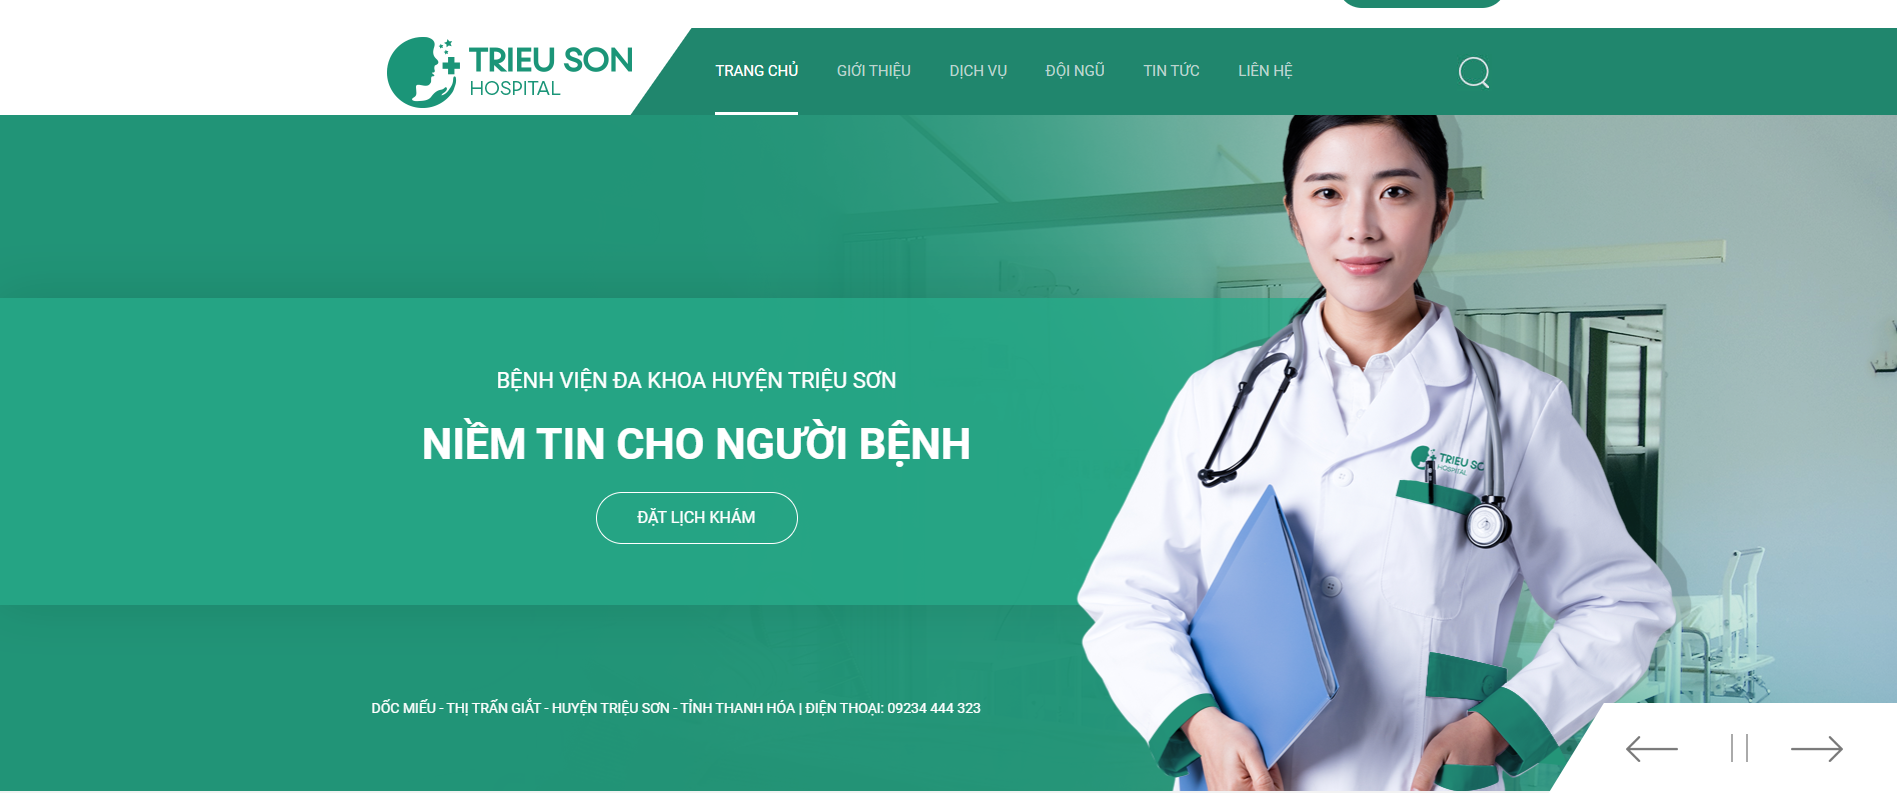 TRIEU SON
HOSPITAL
TRANG CHỦ
GIỚI THIỆU
DỊCH VỤ
ĐỘI NGŨ
TIN TỨC
LIÊN HỆ
BỆNH VIỆN ĐA KHOA HUYỆN TRIỆU SƠN
NIỀM TIN CHO NGƯỜI BỆNH
ĐẶT LỊCH KHÁM
TRIEU SO
HOSPITAL
DỐC MIẾU - THỊ TRẤN GIẮT - HUYỆN TRIỆU SƠN - TỈNH THANH HÓA | ĐIỆN THOẠI: 09234 444 323